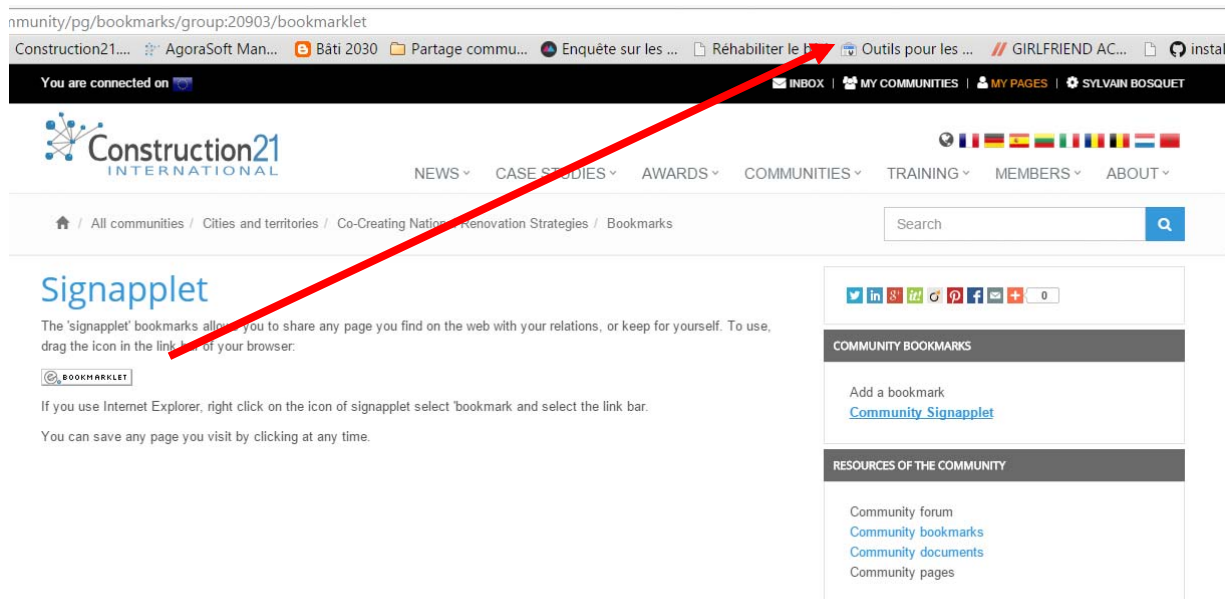 mmunity/pg/bookmarks/group:20903/bookmarklet
Construction21.... AgoraSoft Man... Bâti 2030 Partage commu... Enquête sur les ... Réhabiliter le Outils pour les ... GIRLFRIEND AC... instal
You are connected on INBOX | MY COMMUNITIES | MY PAGES | SYLVAIN BOSQUET
Construction21
INTERNATIONAL
NEWS CASE STUDIES AWARDS COMMUNITIES TRAINING MEMBERS ABOUT
/ All communities / Cities and territories / Co-Creating National Renovation Strategies / Bookmarks
Search
Signapplet
The 'signapplet' bookmarks allows you to share any page you find on the web with your relations, or keep for yourself. To use,
drag the icon in the link bar of your browser:
BOOKMARKLET
If you use Internet Explorer, right click on the icon of signapplet select 'bookmark and select the link bar.
You can save any page you visit by clicking at any time.
in g+ it! f + 0
COMMUNITY BOOKMARKS
Add a bookmark
Community Signapplet
RESOURCES OF THE COMMUNITY
Community forum
Community bookmarks
Community documents
Community pages